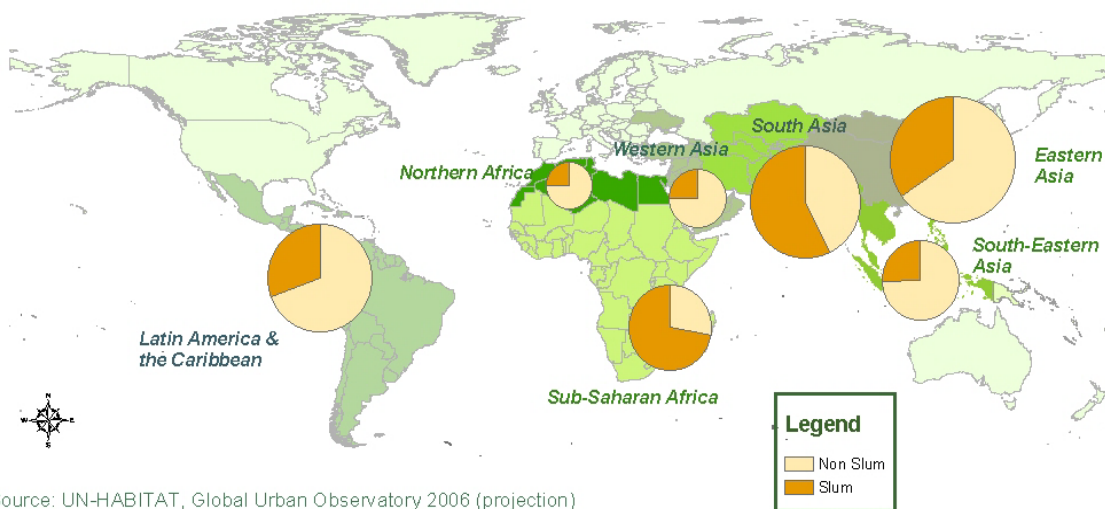 South Asia
Western Asia
Northern Africa
Eastern
Asia
South-Eastern
Asia
Latin America &
the Caribbean
Sub-Saharan Africa
N
W
E
S
Legend
Non Slum
Slum
ource: UN-HABITAT, Global Urban Observatory 2006 (projection)